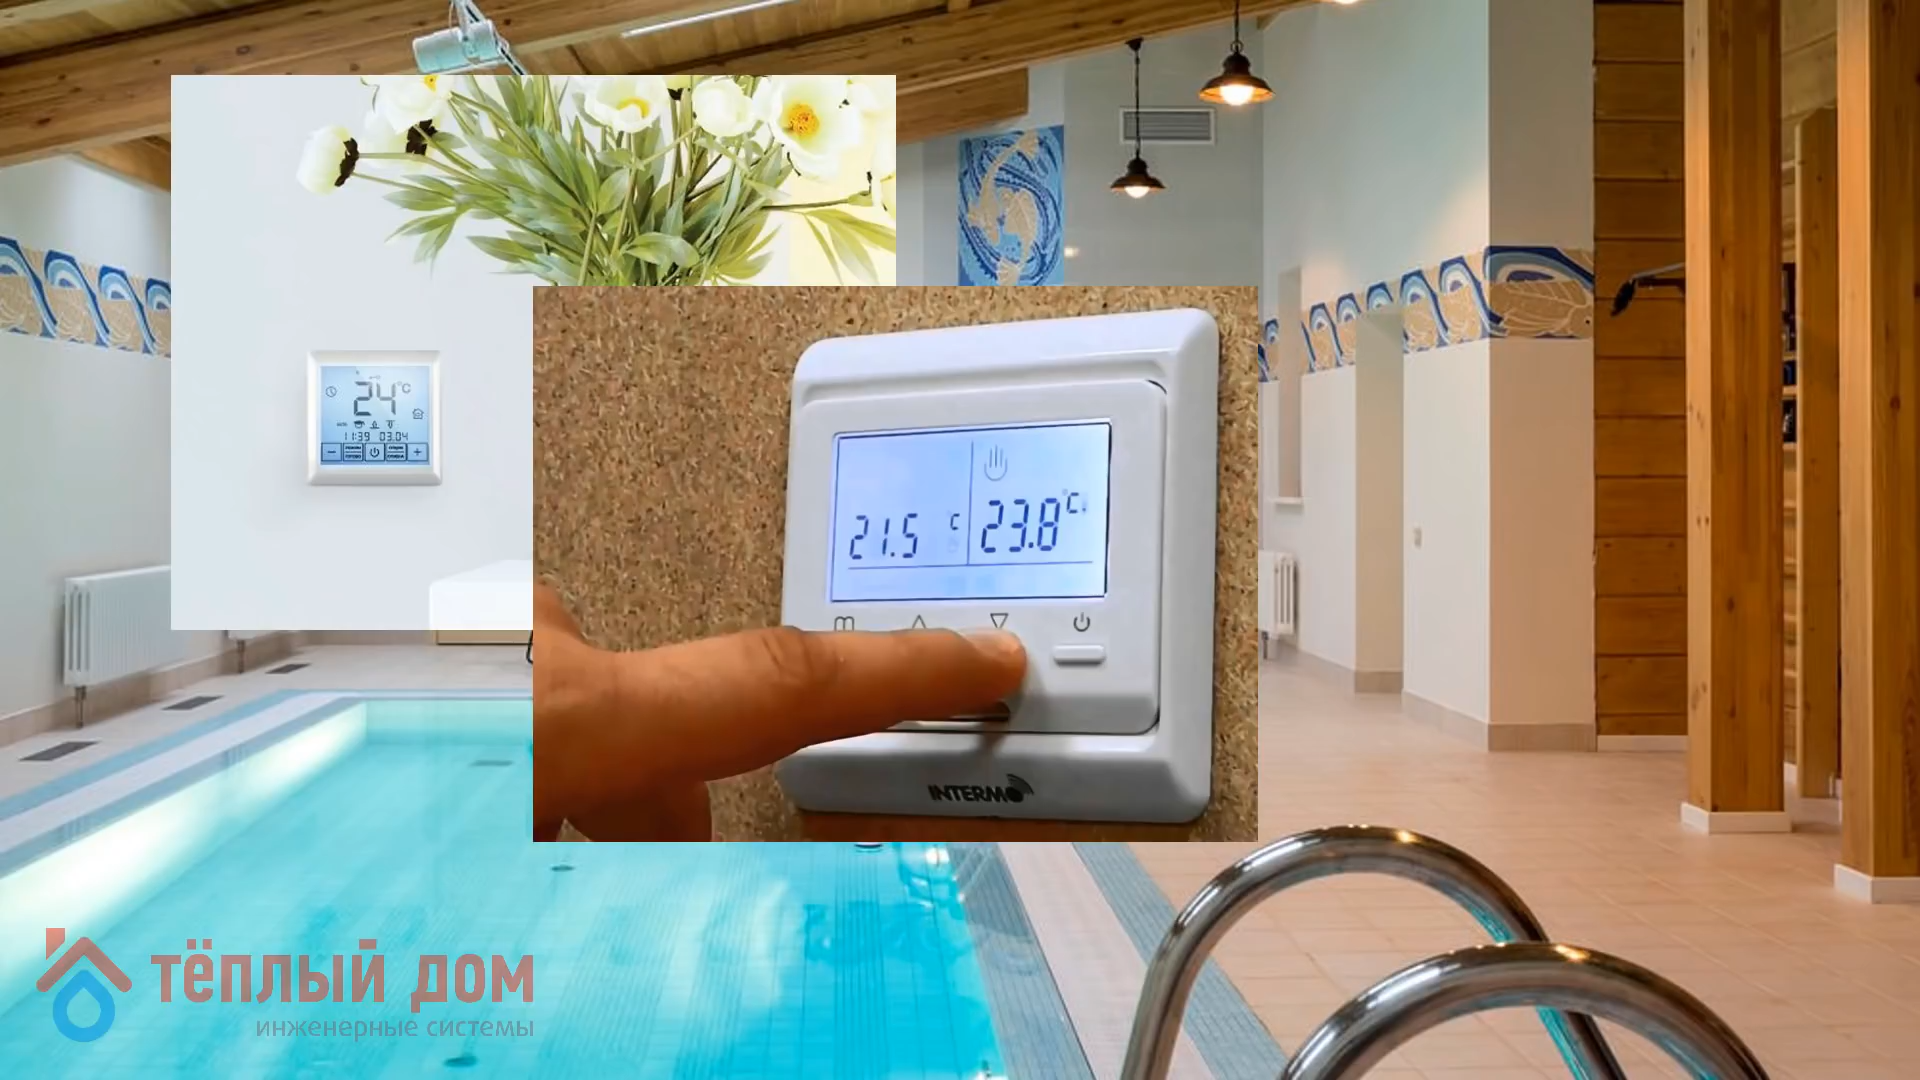 24°C
11:39 03.04
21.5 °C
23.8 °C
INTERMO
тёплый дом
инженерные системы